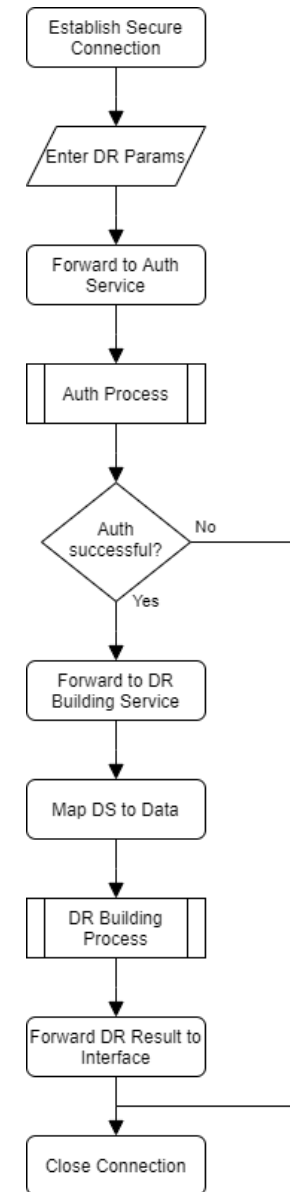 Establish Secure
Connection
Enter DR Params
Forward to Auth
Service
Auth Process
Auth
successful?
No
Yes
Forward to DR
Building Service
Map DS to Data
DR Building
Process
Forward DR Result to
Interface
Close Connection